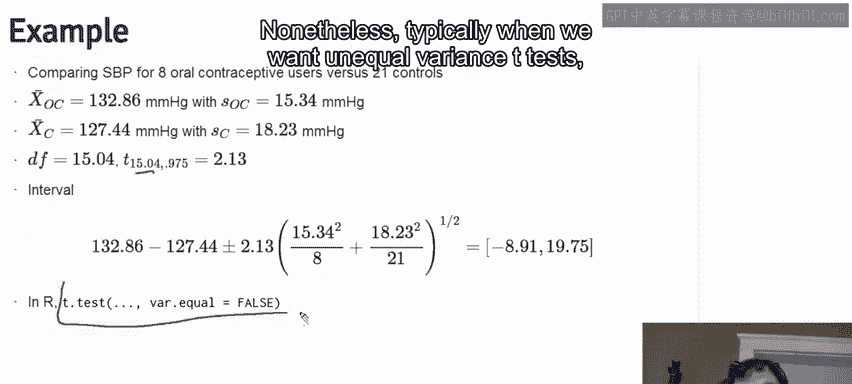 Example
Nonetheless, typically when we
want unequal variance t tests,
GPT中英字幕课程资源@bilibili.com
· Comparing SBP for 8 oral contraceptive users versus 21 controls
· X̄_OC = 132.86 mmHg with s_OC = 15.34 mmHg
· X̄_C = 127.44 mmHg with s_C = 18.23 mmHg
· df = 15.04, t_15.04,.975 = 2.13
· Interval
132.86 − 127.44 ± 2.13 (15.34²/8 + 18.23²/21)^1/2 = [−8.91, 19.75]
· In R, t.test(..., var.equal = FALSE)